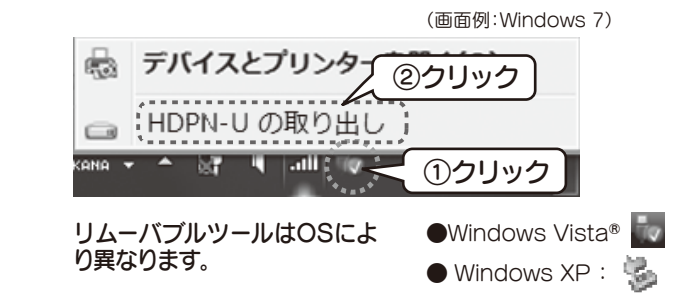 （画面例：Windows 7）
デバイスとプリンター
②クリック
HDPN-U の取り出し
KANA
①クリック
リムーバブルツールはOSによ
り異なります。
●Windows Vista®
● Windows XP：